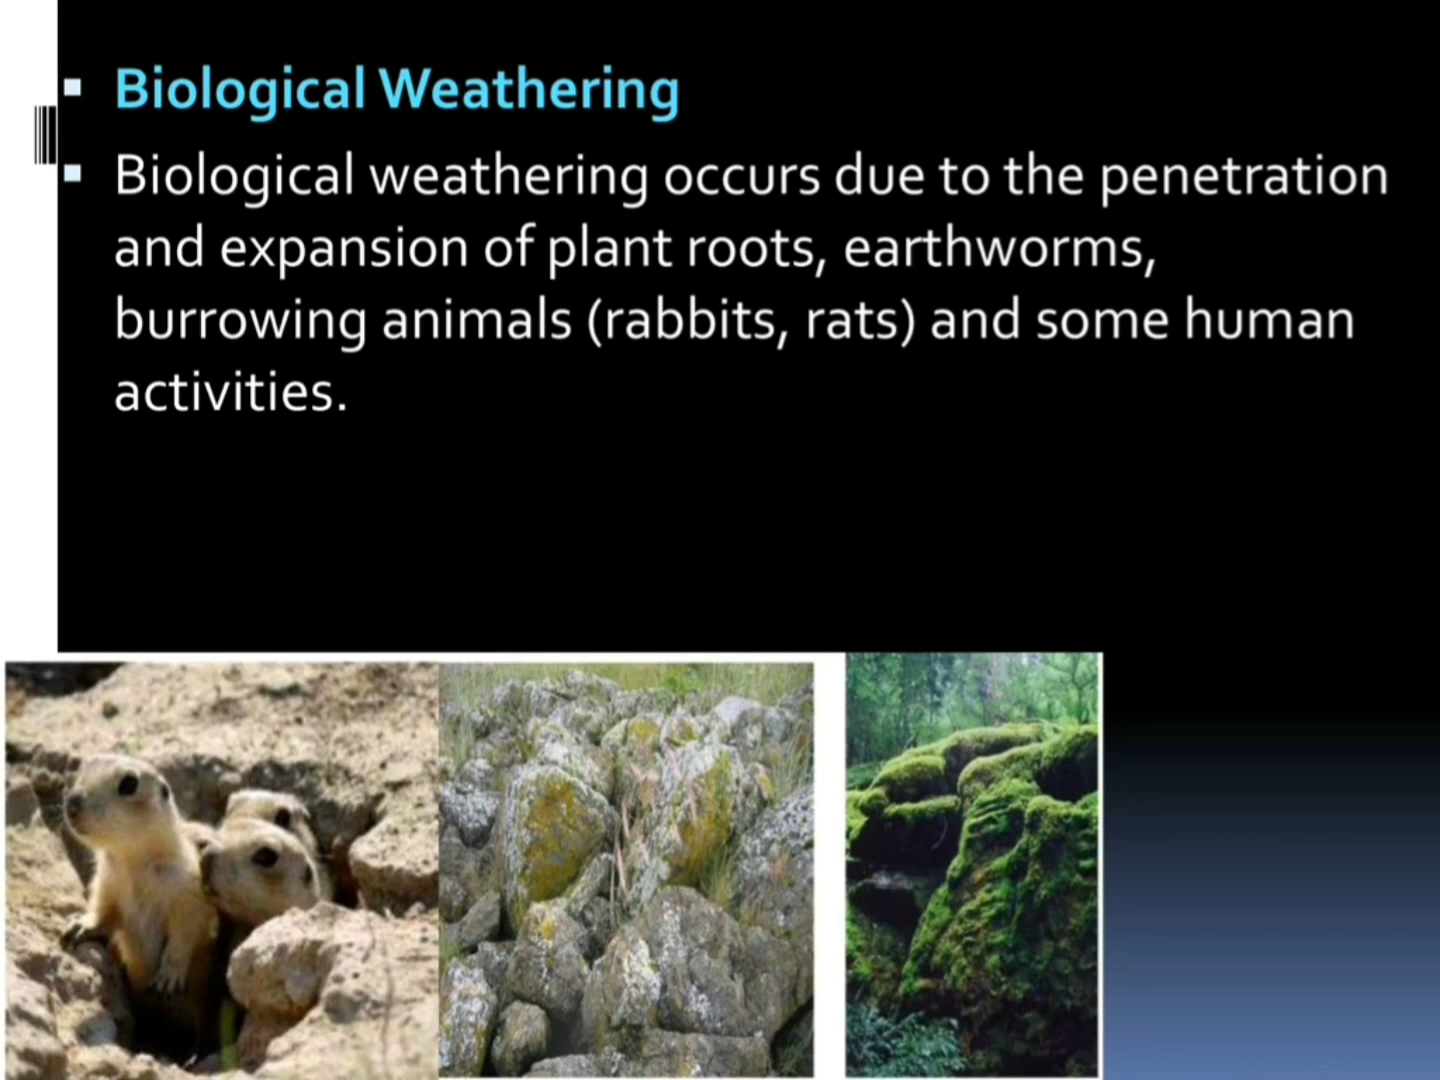 Biological Weathering
Biological weathering occurs due to the penetration
and expansion of plant roots, earthworms,
burrowing animals (rabbits, rats) and some human
activities.